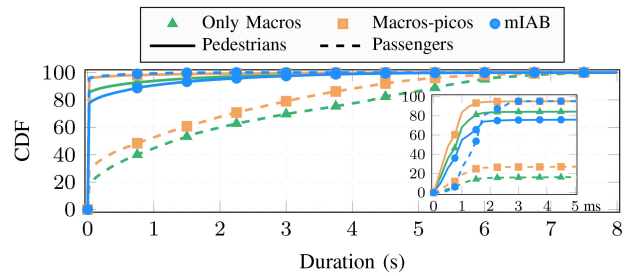 Only Macros Macros-picos mIAB
Pedestrians Passengers
100
80
60
40
20
0
CDF
100
80
60
40
20
0
0 1 2 3 4 5 ms
0 1 2 3 4 5 6 7 8
Duration (s)